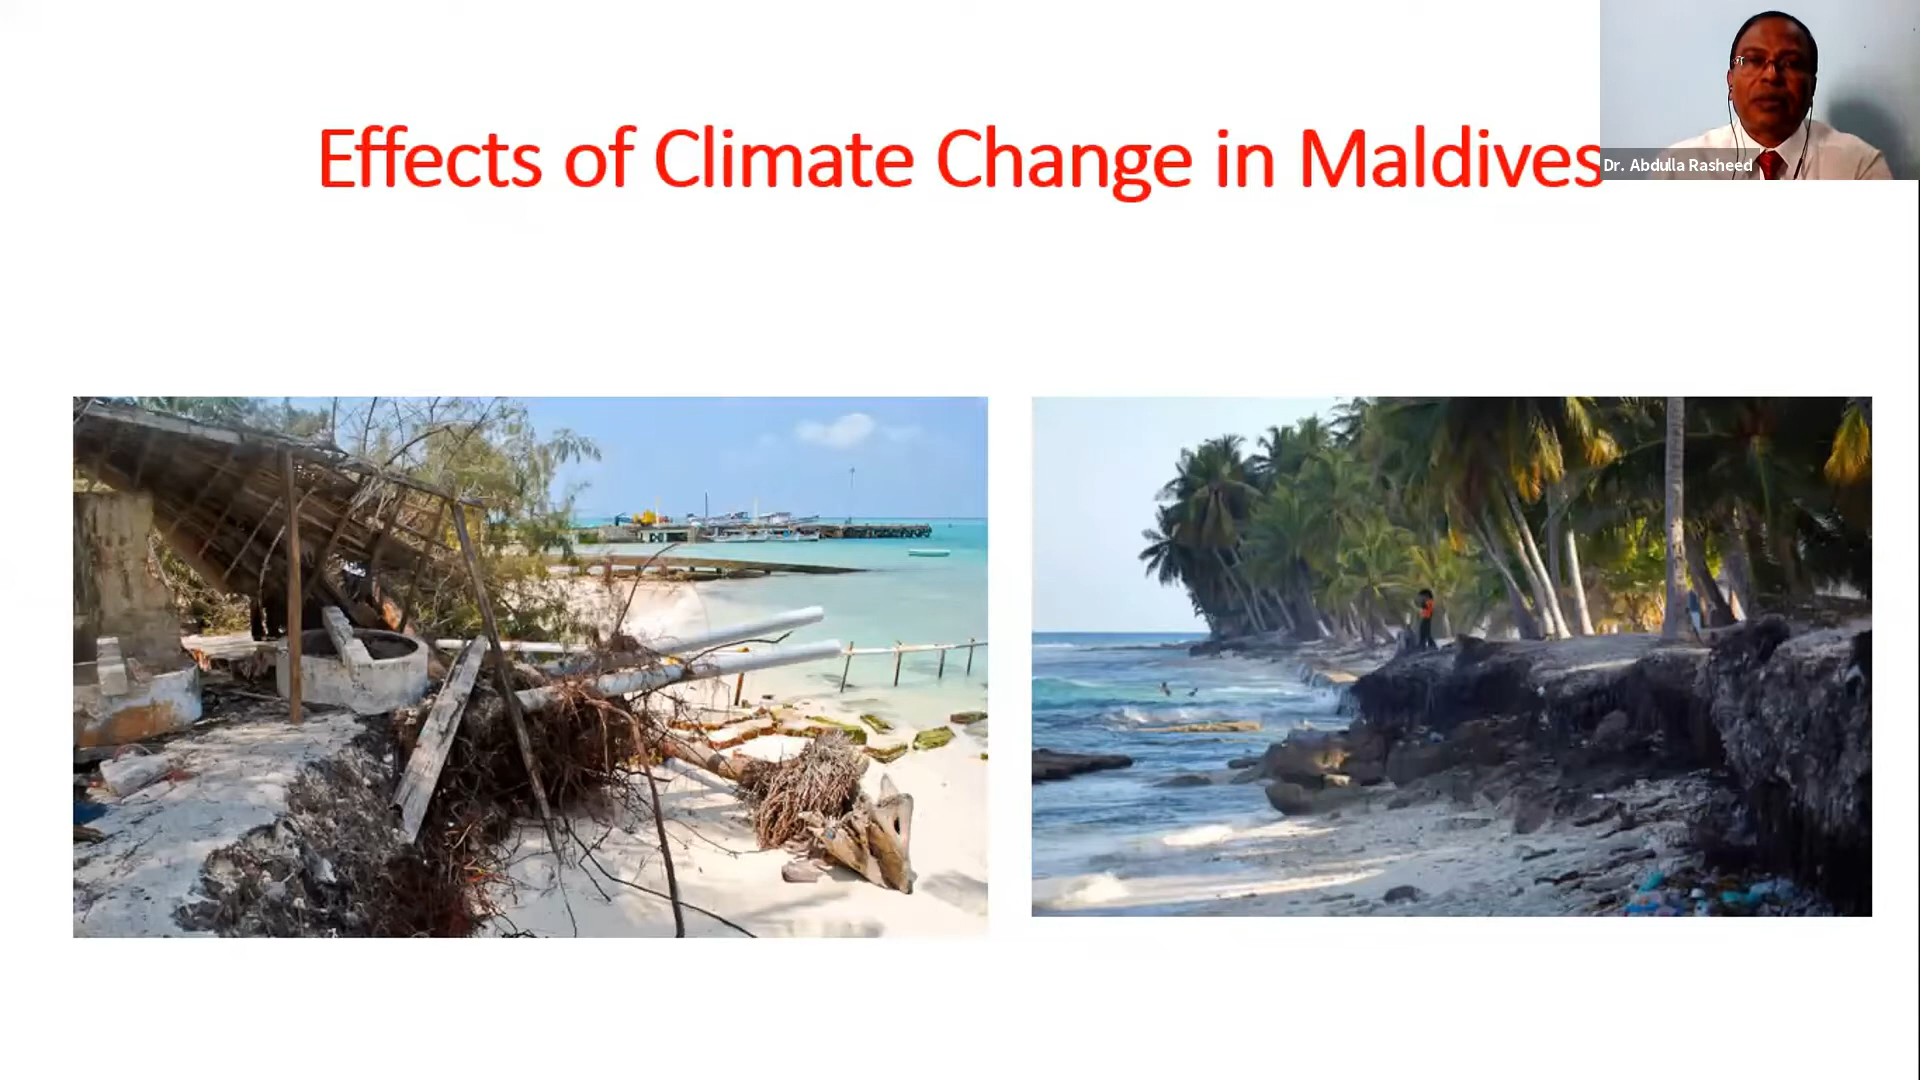 Effects of Climate Change in Maldives
Dr. Abdulla Rasheed